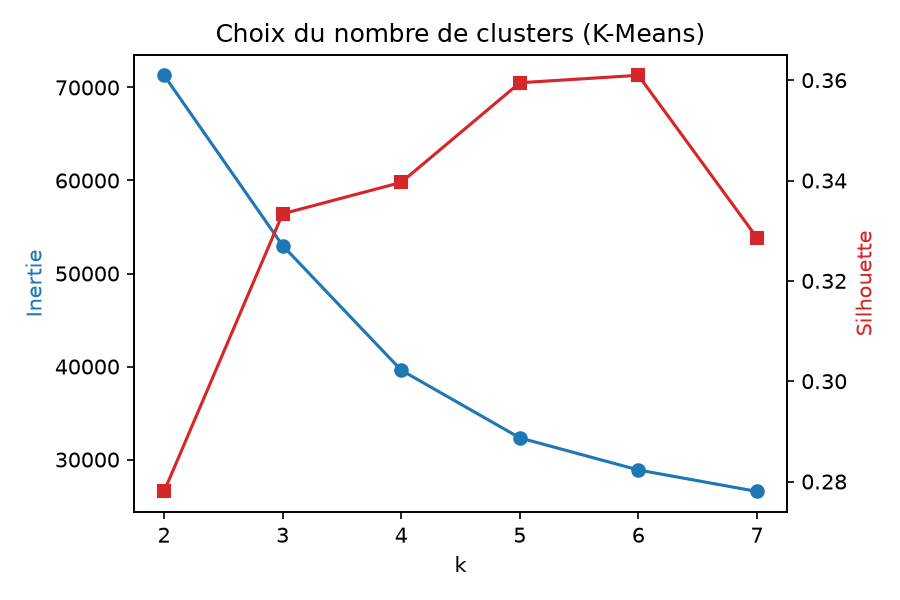 Choix du nombre de clusters (K-Means)
70000
60000
50000
40000
30000
Inertie
0.36
0.34
0.32
0.30
0.28
Silhouette
2 3 4 5 6 7
k